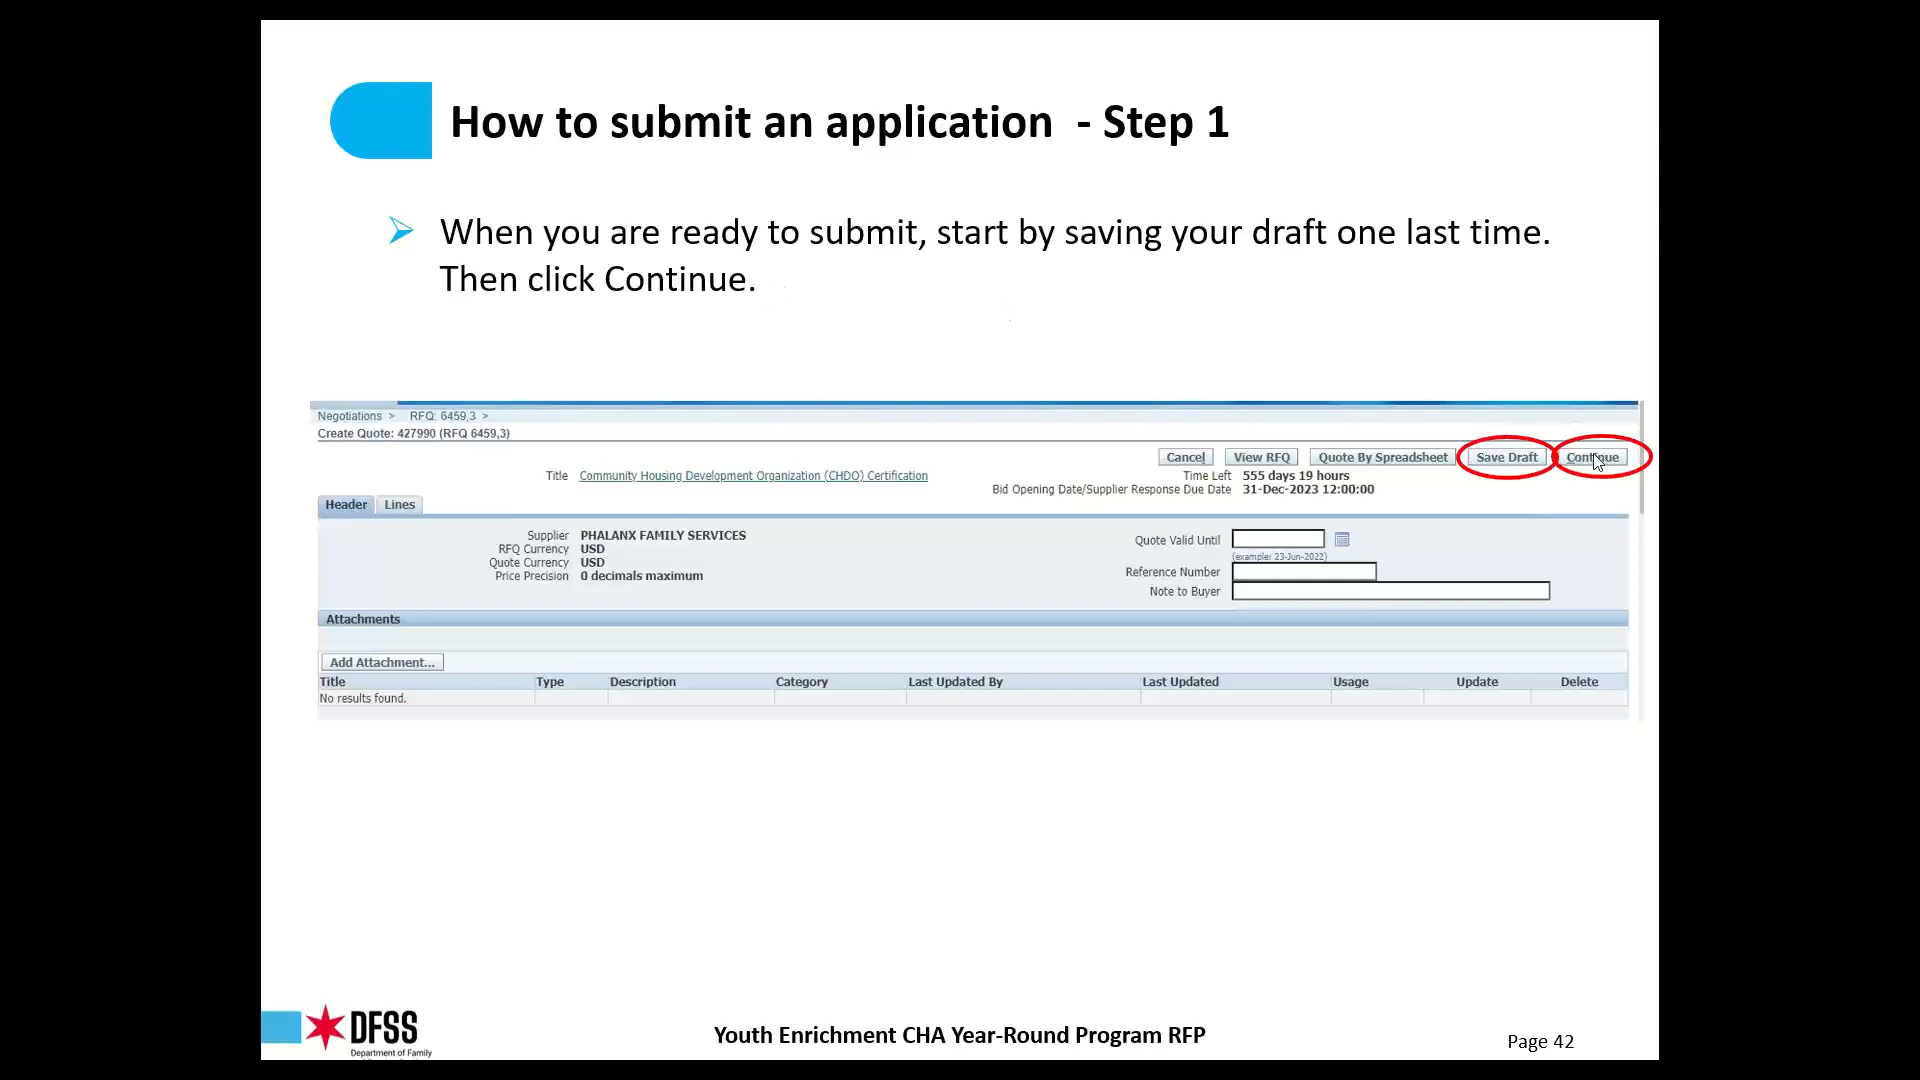 How to submit an application - Step 1
When you are ready to submit, start by saving your draft one last time.
Then click Continue.
Negotiations > RFQ: 6459,3 >
Create Quote: 427990 (RFQ 6459,3)
Cancel View RFQ Quote By Spreadsheet Save Draft Continue
Title Community Housing Development Organization (CHDO) Certification
Time Left 555 days 19 hours
Bid Opening Date/Supplier Response Due Date 31-Dec-2023 12:00:00
Header Lines
Supplier PHALANX FAMILY SERVICES
RFQ Currency USD
Quote Currency USD
Price Precision 0 decimals maximum
Quote Valid Until
(example: 23-Jun-2022)
Reference Number
Note to Buyer
Attachments
Add Attachment...
Title Type Description Category Last Updated By Last Updated Usage Update Delete
No results found.
DFSS
Department of Family
Youth Enrichment CHA Year-Round Program RFP
Page 42